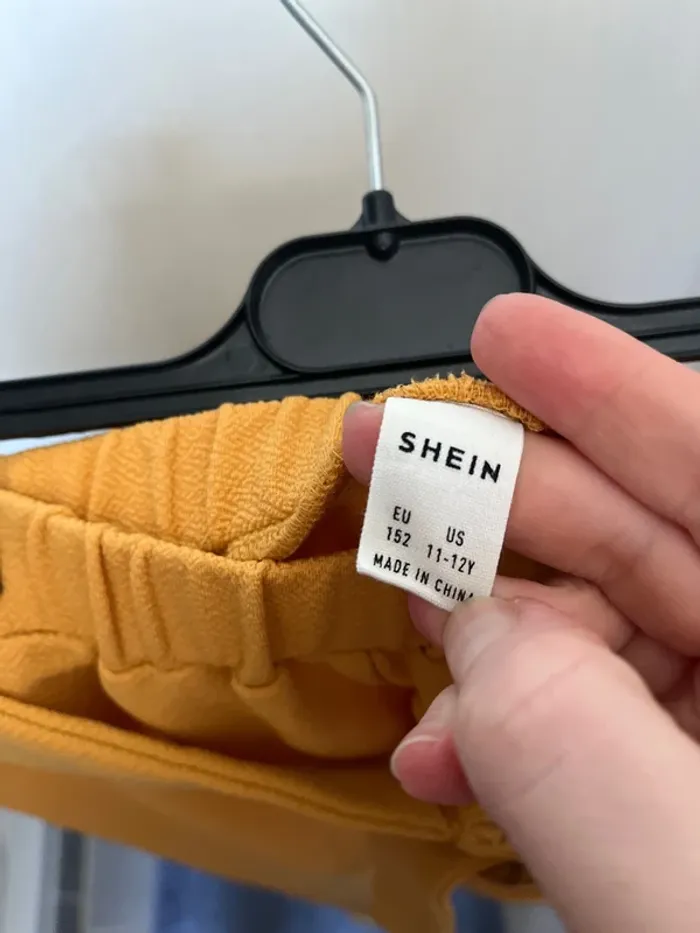 SHEIN
EU US
152 11-12Y
MADE IN CHINA